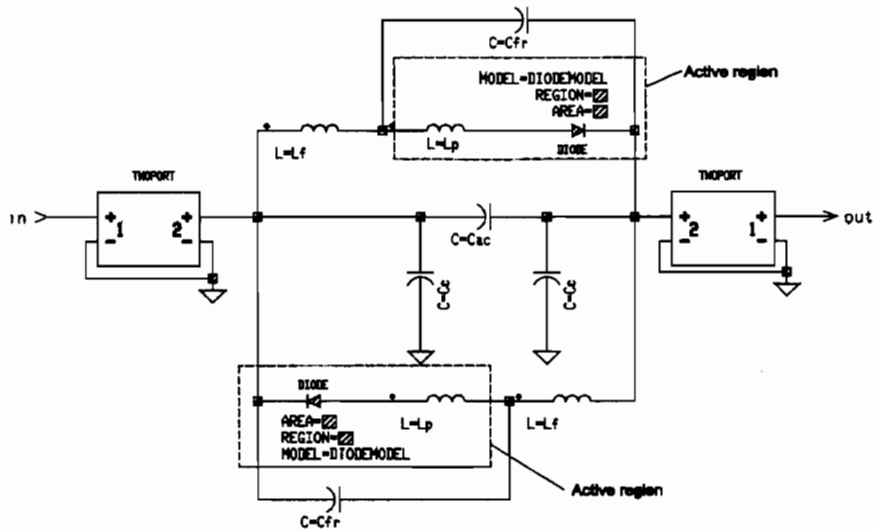 C=Cfr
Active region
MODEL=DIODEMODEL
REGION=
AREA=
L=Lf
L=Lp
DIODE
TWOPORT
TWOPORT
in
+ + 
1 2
- -
C=Cac
+ +
2 1
- -
out
C=Cc
C=Cc
DIODE
AREA=
REGION=
MODEL=DIODEMODEL
L=Lp
L=Lf
Active region
C=Cfr